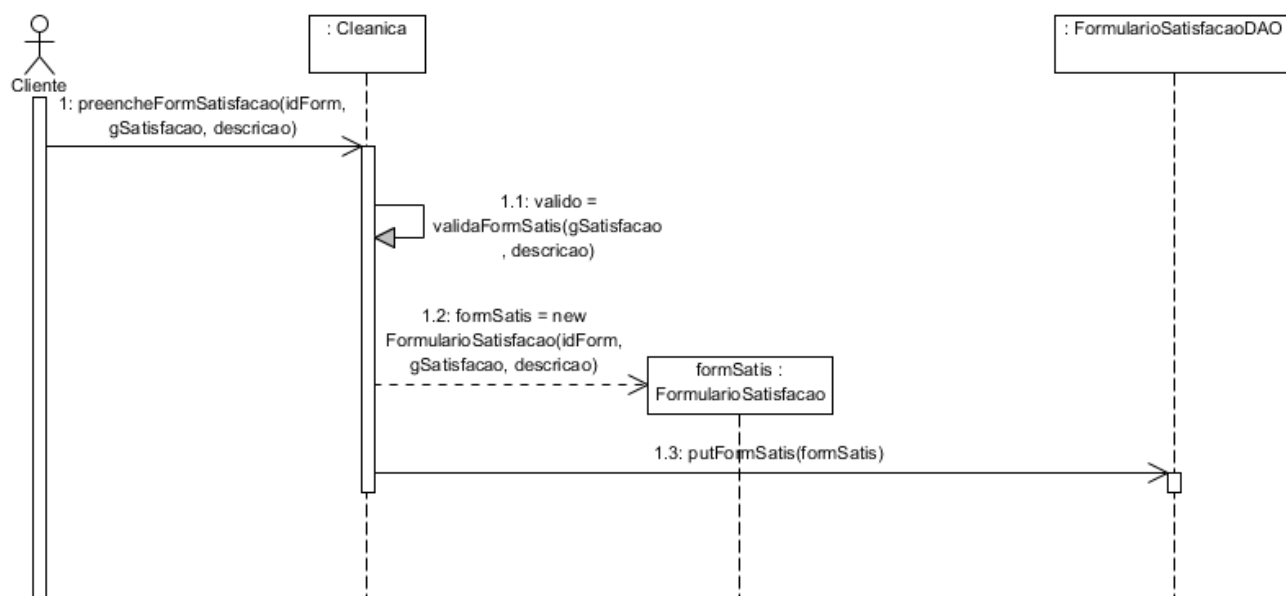 : Cleanica
: FormularioSatisfacaoDAO
Cliente
1: preencheFormSatisfacao(idForm,
gSatisfacao, descricao)
1.1: valido =
validaFormSatis(gSatisfacao
, descricao)
1.2: formSatis = new
FormularioSatisfacao(idForm,
gSatisfacao, descricao)
formSatis :
FormularioSatisfacao
1.3: putFormSatis(formSatis)